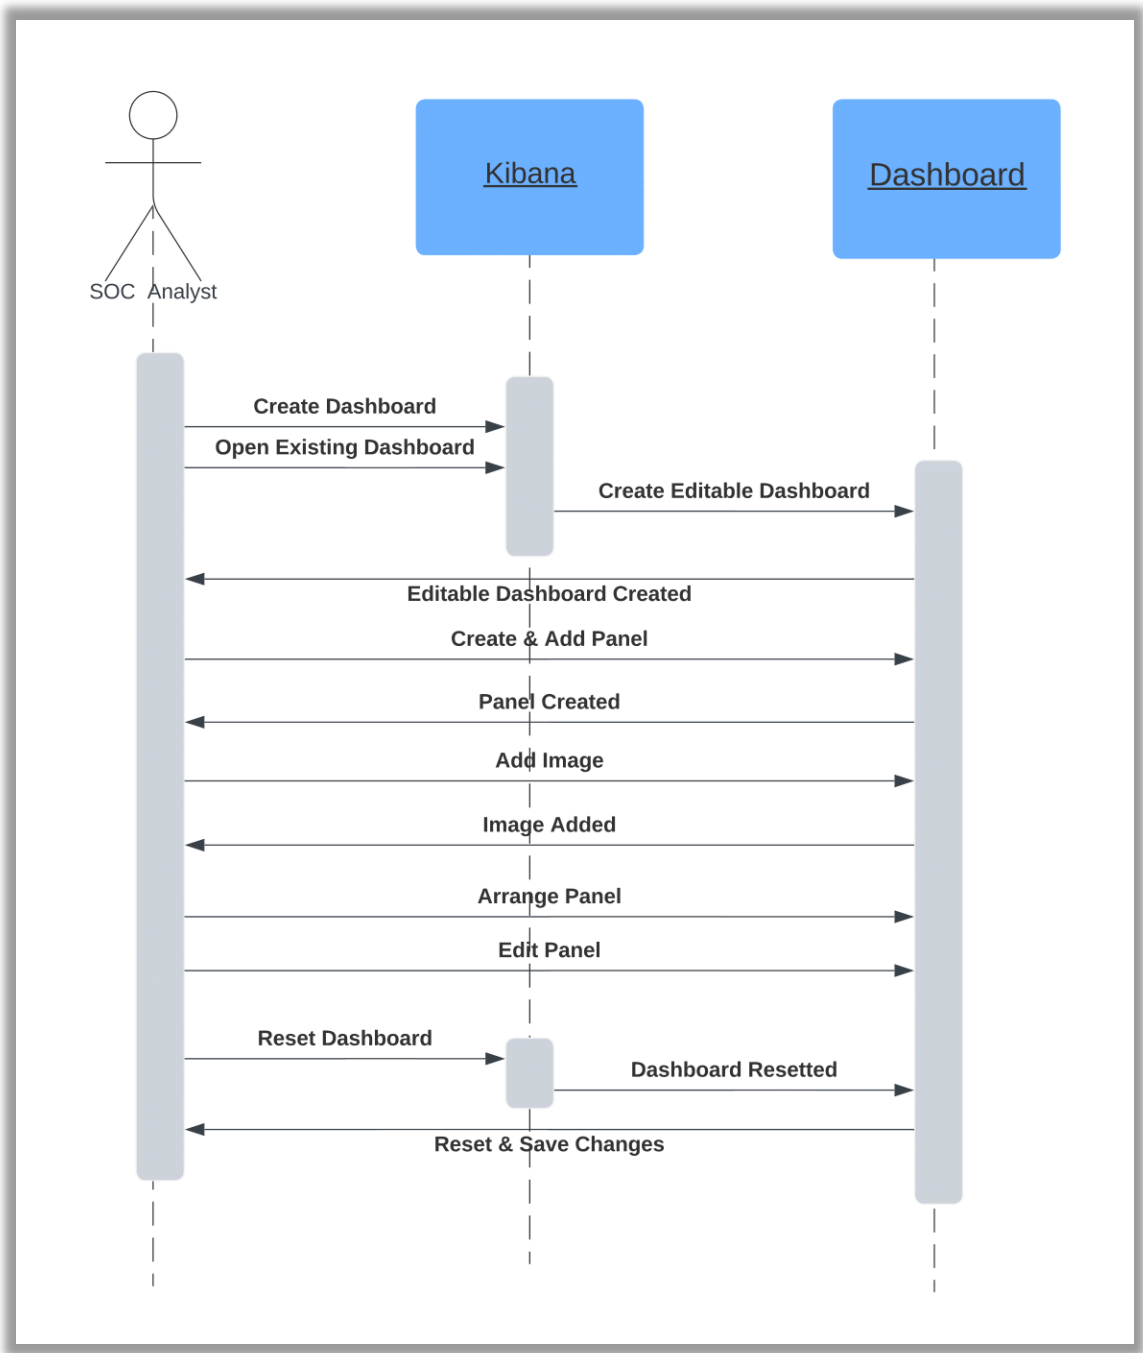 Kibana
Dashboard
SOC Analyst
Create Dashboard
Open Existing Dashboard
Create Editable Dashboard
Editable Dashboard Created
Create & Add Panel
Panel Created
Add Image
Image Added
Arrange Panel
Edit Panel
Reset Dashboard
Dashboard Resetted
Reset & Save Changes